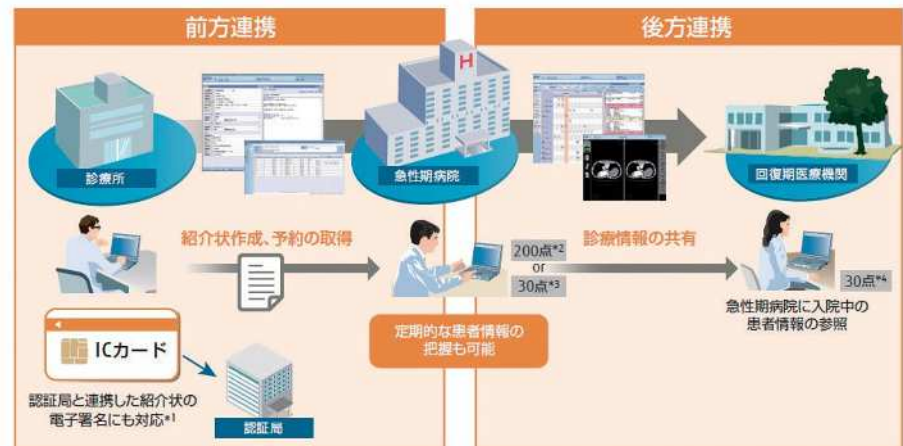 前方連携
後方連携
H
診療所
急性期病院
回復期医療機関
紹介状作成、予約の取得
200点*2
or
30点*3
診療情報の共有
30点*4
急性期病院に入院中の
患者情報の参照
定期的な患者情報の
把握も可能
ICカード
認証局と連携した紹介状の
電子署名にも対応*1
認証局